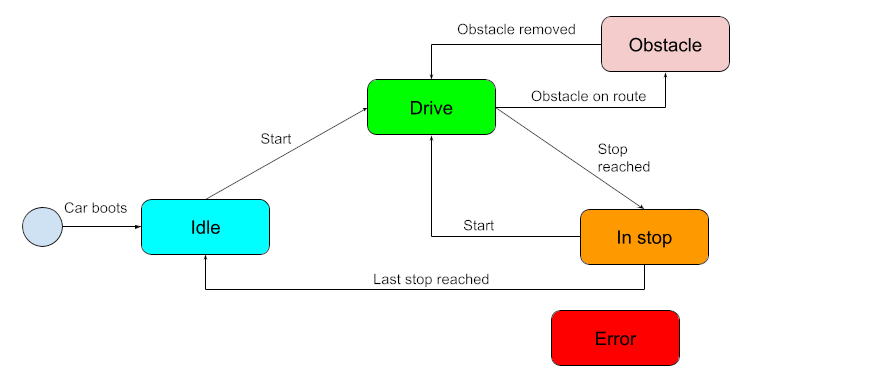 Obstacle removed
Obstacle
Drive
Obstacle on route
Start
Stop
reached
Car boots
Idle
Start
In stop
Last stop reached
Error